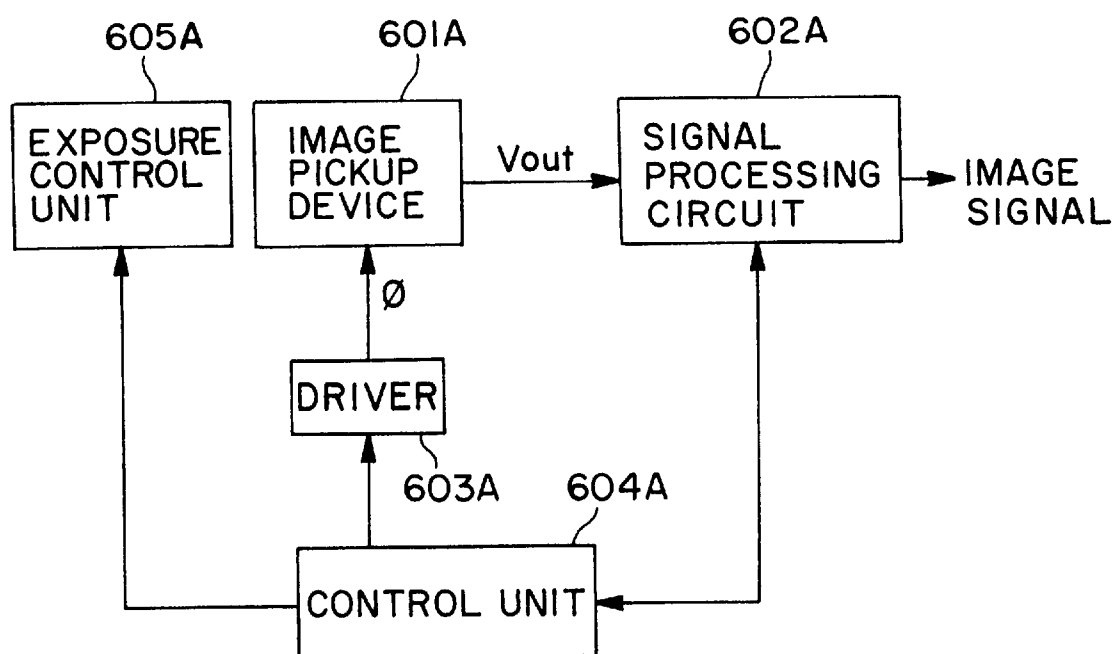 605A
601A
602A
EXPOSURE
CONTROL
UNIT
IMAGE
PICKUP
DEVICE
Vout
SIGNAL
PROCESSING
CIRCUIT
IMAGE
SIGNAL
Ø
DRIVER
603A
604A
CONTROL UNIT